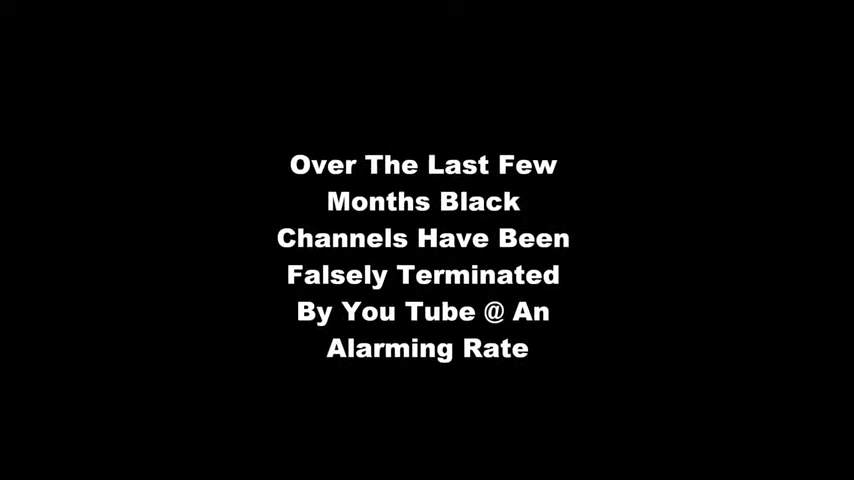 Over The Last Few
Months Black
Channels Have Been
Falsely Terminated
By You Tube @ An
Alarming Rate